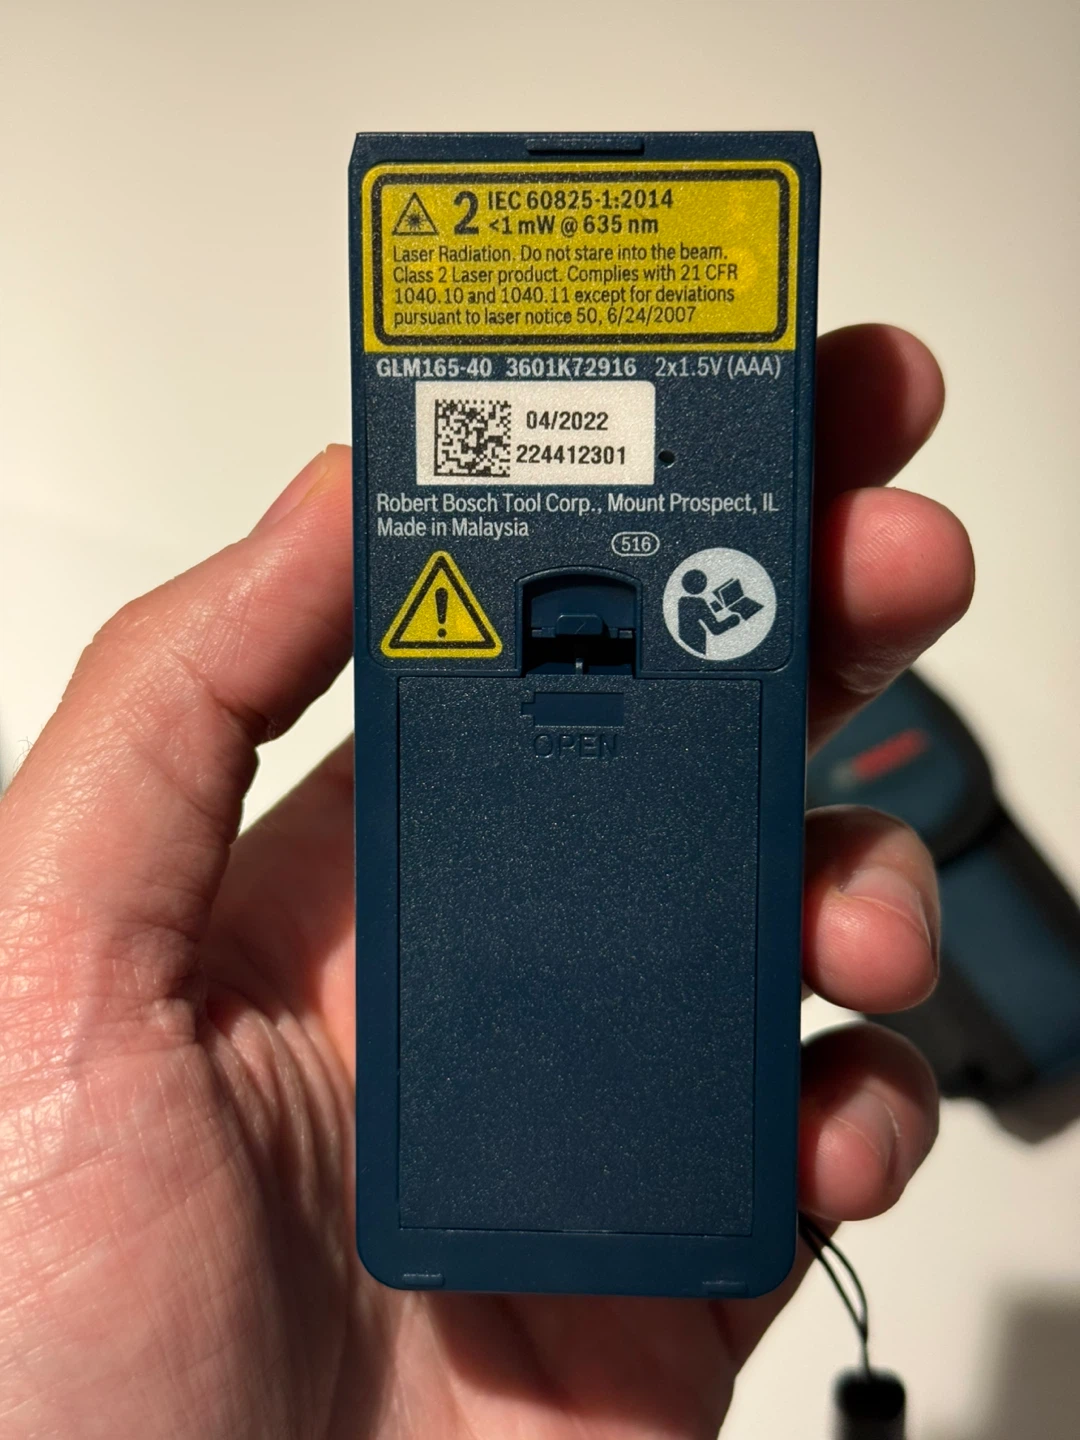 2 IEC 60825-1:2014
<1 mW @ 635 nm
Laser Radiation. Do not stare into the beam.
Class 2 Laser product. Complies with 21 CFR
1040.10 and 1040.11 except for deviations
pursuant to laser notice 50, 6/24/2007
GLM165-40 3601K72916 2x1.5V (AAA)
04/2022
224412301
Robert Bosch Tool Corp., Mount Prospect, IL
Made in Malaysia
516
OPEN